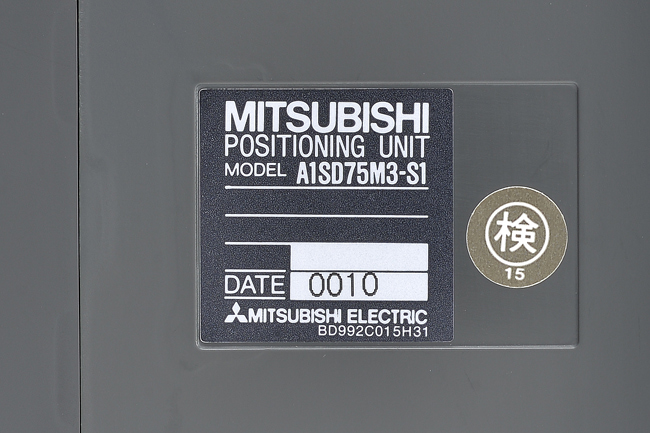 MITSUBISHI
POSITIONING UNIT
MODEL A1SD75M3-S1
DATE 0010
MITSUBISHI ELECTRIC
BD992C015H31
検
15